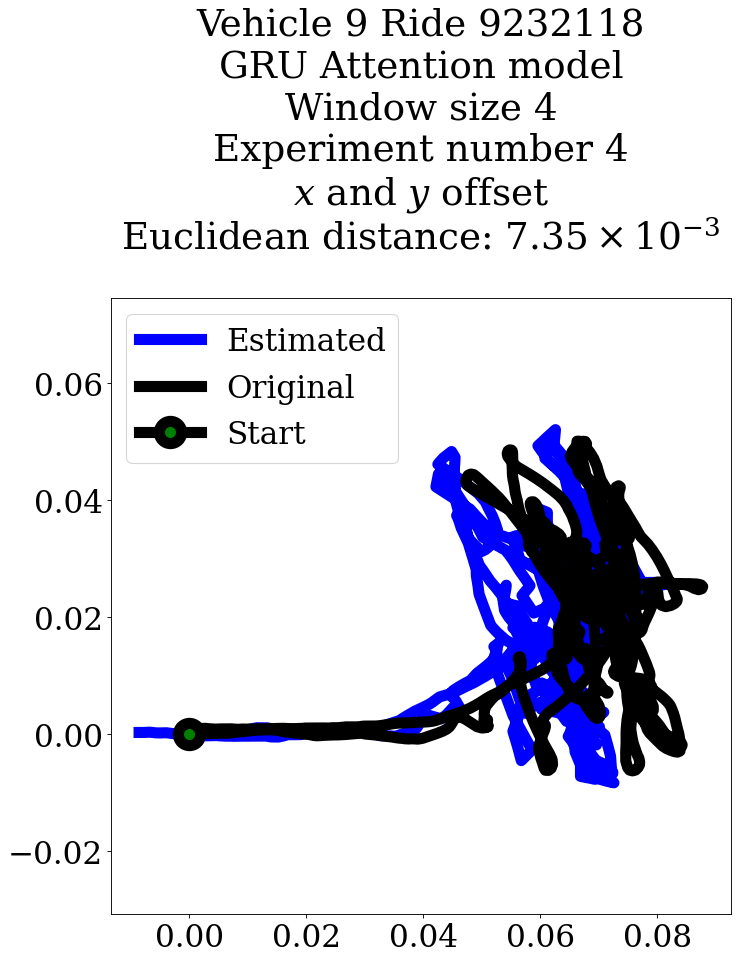 Vehicle 9 Ride 9232118
GRU Attention model
Window size 4
Experiment number 4
x and y offset
Euclidean distance: 7.35 × 10⁻³
Estimated
Original
Start
0.06
0.04
0.02
0.00
−0.02
0.00 0.02 0.04 0.06 0.08